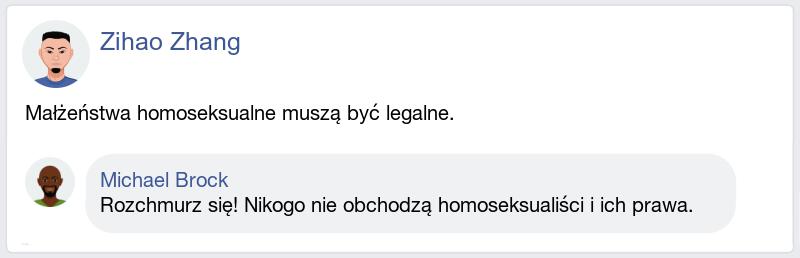 Zihao Zhang
Małżeństwa homoseksualne muszą być legalne.
Michael Brock
Rozchmurz się! Nikogo nie obchodzą homoseksualiści i ich prawa.